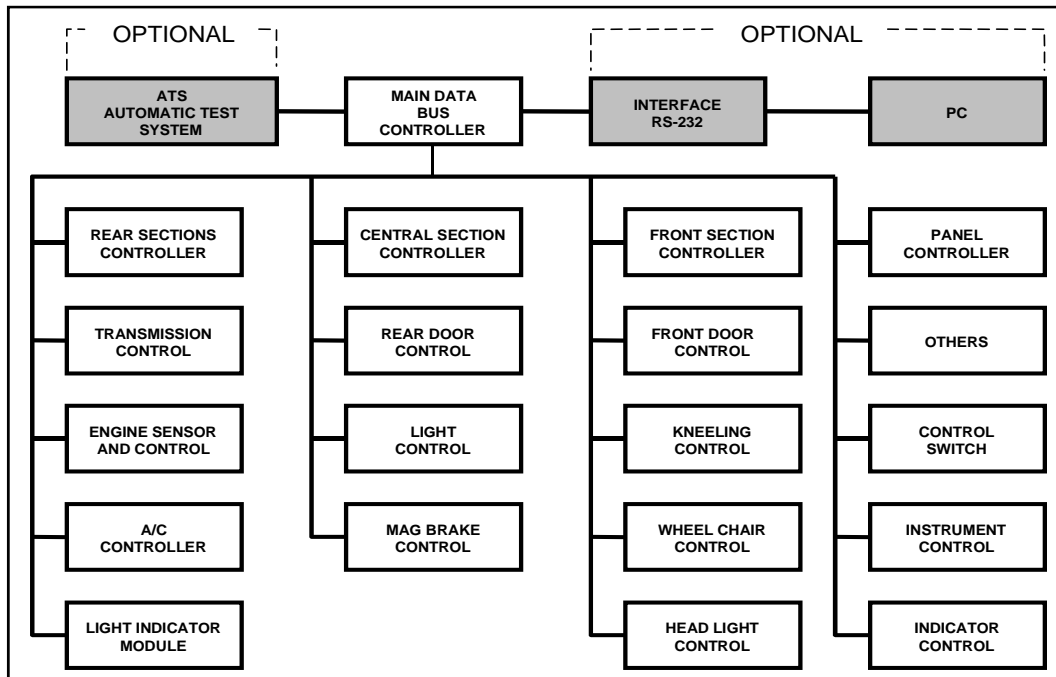 OPTIONAL
OPTIONAL
ATS
AUTOMATIC TEST
SYSTEM
MAIN DATA
BUS
CONTROLLER
INTERFACE
RS-232
PC
REAR SECTIONS
CONTROLLER
CENTRAL SECTION
CONTROLLER
FRONT SECTION
CONTROLLER
PANEL
CONTROLLER
TRANSMISSION
CONTROL
REAR DOOR
CONTROL
FRONT DOOR
CONTROL
OTHERS
ENGINE SENSOR
AND CONTROL
LIGHT
CONTROL
KNEELING
CONTROL
CONTROL
SWITCH
A/C
CONTROLLER
MAG BRAKE
CONTROL
WHEEL CHAIR
CONTROL
INSTRUMENT
CONTROL
LIGHT INDICATOR
MODULE
HEAD LIGHT
CONTROL
INDICATOR
CONTROL